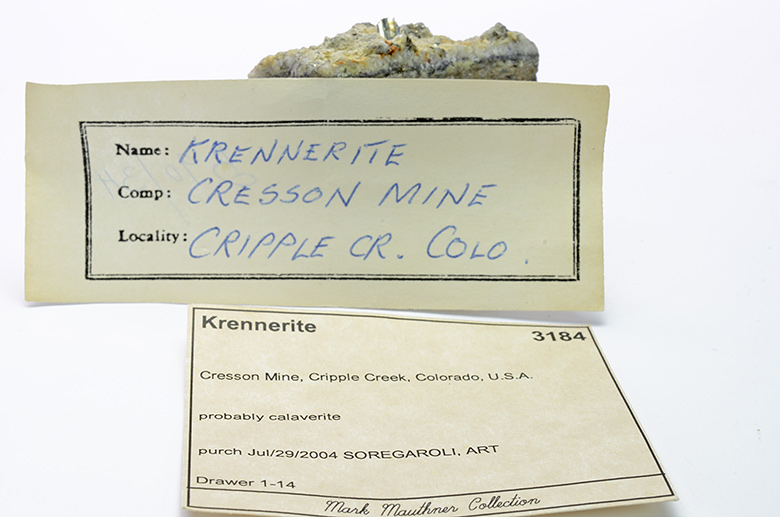 Name: KRENNERITE
Comp: CRESSON MINE
Locality: CRIPPLE CR. COLO.
Krennerite 3184
Cresson Mine, Cripple Creek, Colorado, U.S.A.
probably calaverite
purch Jul/29/2004 SOREGAROLI, ART
Drawer 1-14
Mark Mauthner Collection